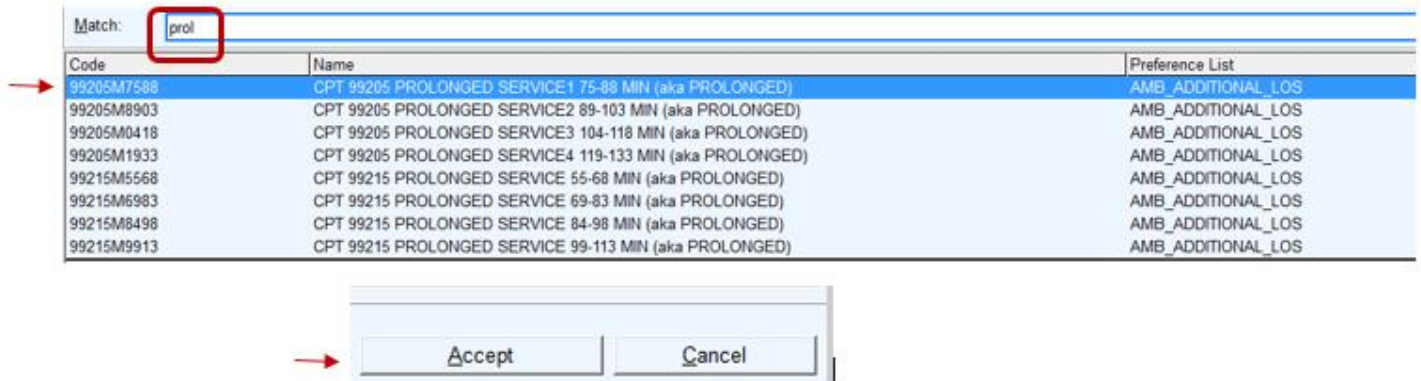 Match: prol
Code Name Preference List
99205M7588 CPT 99205 PROLONGED SERVICE1 75-88 MIN (aka PROLONGED) AMB_ADDITIONAL_LOS
99205M8903 CPT 99205 PROLONGED SERVICE2 89-103 MIN (aka PROLONGED) AMB_ADDITIONAL_LOS
99205M0418 CPT 99205 PROLONGED SERVICE3 104-118 MIN (aka PROLONGED) AMB_ADDITIONAL_LOS
99205M1933 CPT 99205 PROLONGED SERVICE4 119-133 MIN (aka PROLONGED) AMB_ADDITIONAL_LOS
99215M5568 CPT 99215 PROLONGED SERVICE 55-68 MIN (aka PROLONGED) AMB_ADDITIONAL_LOS
99215M6983 CPT 99215 PROLONGED SERVICE 69-83 MIN (aka PROLONGED) AMB_ADDITIONAL_LOS
99215M8498 CPT 99215 PROLONGED SERVICE 84-98 MIN (aka PROLONGED) AMB_ADDITIONAL_LOS
99215M9913 CPT 99215 PROLONGED SERVICE 99-113 MIN (aka PROLONGED) AMB_ADDITIONAL_LOS
Accept Cancel